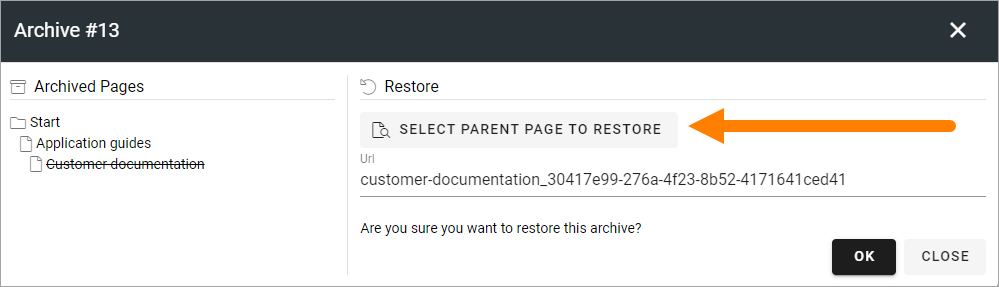 Archive #13
Archived Pages
Start
Application guides
Customer documentation
Restore
SELECT PARENT PAGE TO RESTORE
Url
customer-documentation_30417e99-276a-4f23-8b52-4171641ced41
Are you sure you want to restore this archive?
OK
CLOSE